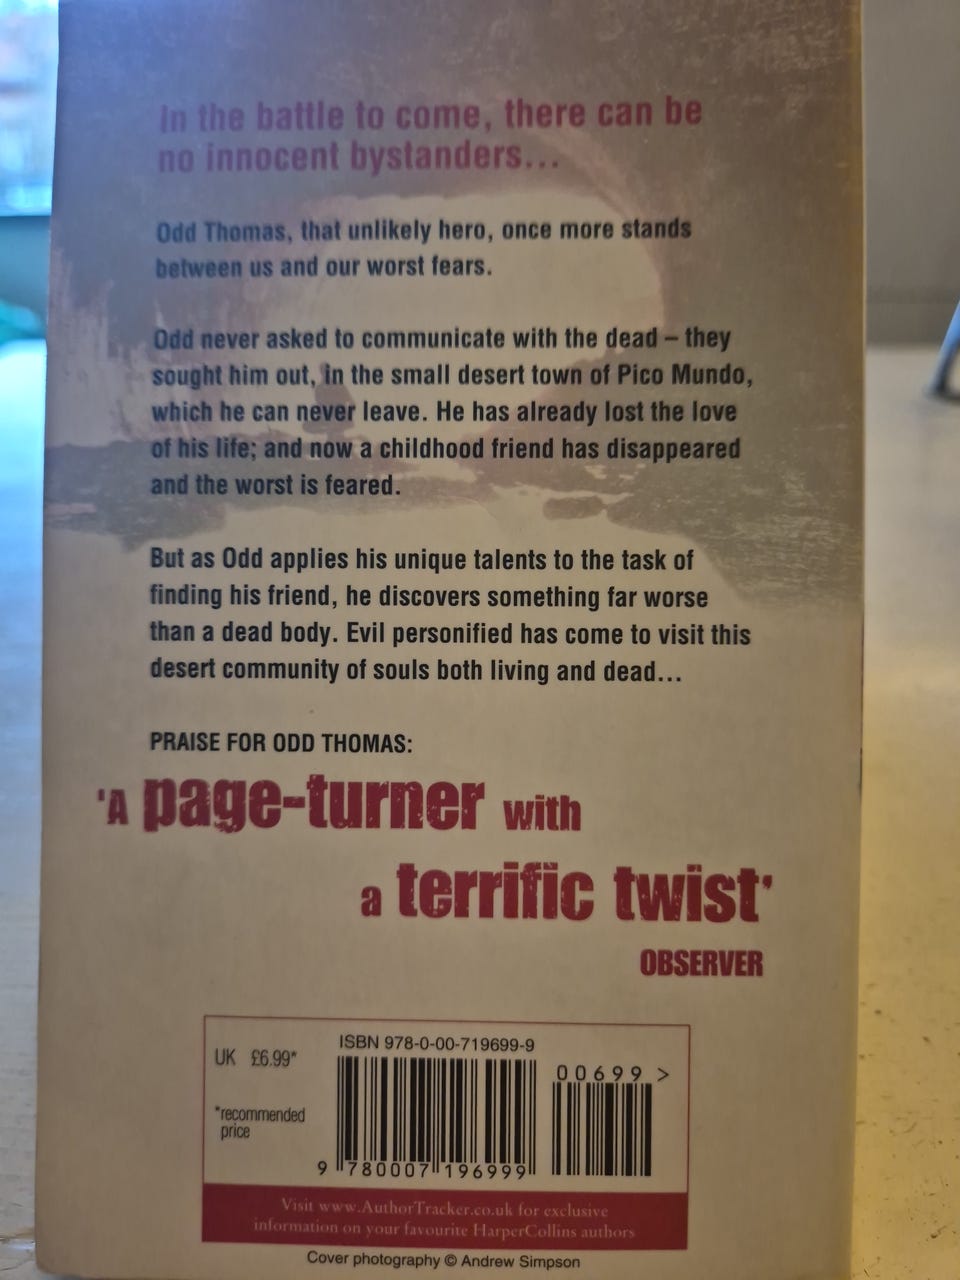 In the battle to come, there can be
no innocent bystanders...
Odd Thomas, that unlikely hero, once more stands
between us and our worst fears.
Odd never asked to communicate with the dead – they
sought him out, in the small desert town of Pico Mundo,
which he can never leave. He has already lost the love
of his life; and now a childhood friend has disappeared
and the worst is feared.
But as Odd applies his unique talents to the task of
finding his friend, he discovers something far worse
than a dead body. Evil personified has come to visit this
desert community of souls both living and dead...
PRAISE FOR ODD THOMAS:
'A page-turner with
a terrific twist'
OBSERVER
UK £6.99*
*recommended
price
ISBN 978-0-00-719699-9
00699 >
9 780007 196999
Visit www.AuthorTracker.co.uk for exclusive
information on your favourite HarperCollins authors
Cover photography © Andrew Simpson